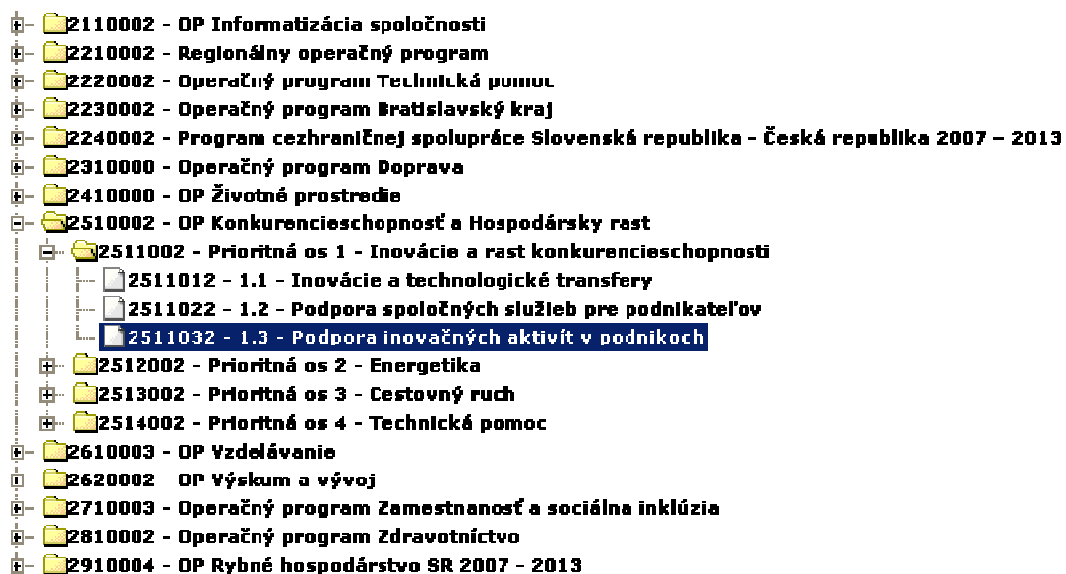 2110002 - OP Informatizácia spoločnosti
2210002 - Regionálny operačný program
2220002 - Operačný program Technická pomoc
2230002 - Operačný program Bratislavský kraj
2240002 - Program cezhraničnej spolupráce Slovenská republika - Česká republika 2007 – 2013
2310000 - Operačný program Doprava
2410000 - OP Životné prostredie
2510002 - OP Konkurencieschopnosť a Hospodársky rast
2511002 - Prioritná os 1 - Inovácie a rast konkurencieschopnosti
2511012 - 1.1 - Inovácie a technologické transfery
2511022 - 1.2 - Podpora spoločných služieb pre podnikateľov
2511032 - 1.3 - Podpora inovačných aktivít v podnikoch
2512002 - Prioritná os 2 - Energetika
2513002 - Prioritná os 3 - Cestovný ruch
2514002 - Prioritná os 4 - Technická pomoc
2610003 - OP Vzdelávanie
2620002 OP Výskum a vývoj
2710003 - Operačný program Zamestnanosť a sociálna inklúzia
2810002 - Operačný program Zdravotníctvo
2910004 - OP Rybné hospodárstvo SR 2007 - 2013